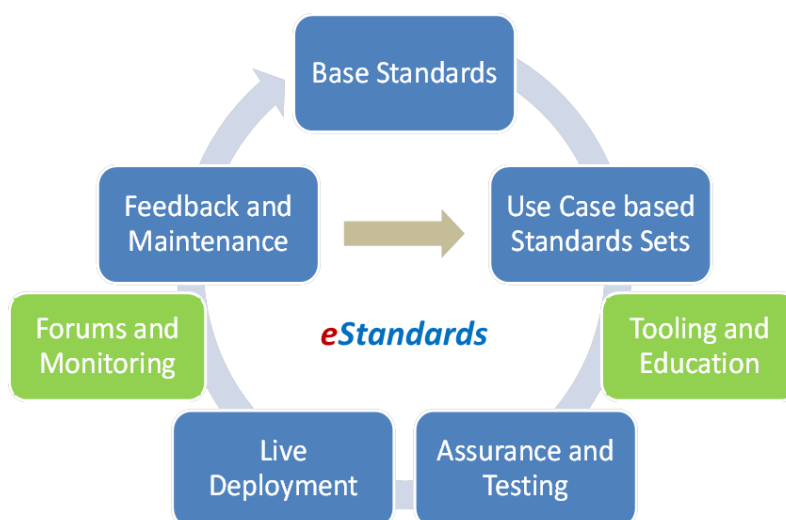 Base Standards
Feedback and
Maintenance
Use Case based
Standards Sets
Forums and
Monitoring
eStandards
Tooling and
Education
Live
Deployment
Assurance and
Testing